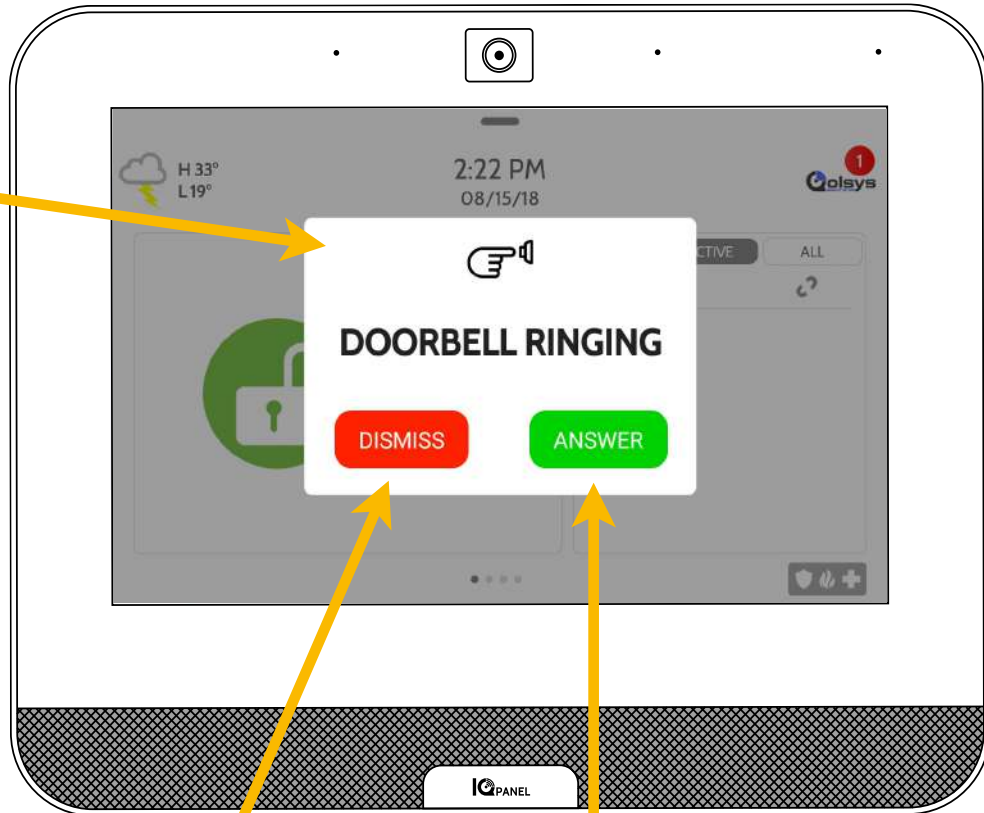 H 33°
L 19°
2:22 PM
08/15/18
1
Qolsys
CTIVE
ALL
DOORBELL RINGING
DISMISS
ANSWER
IQ PANEL